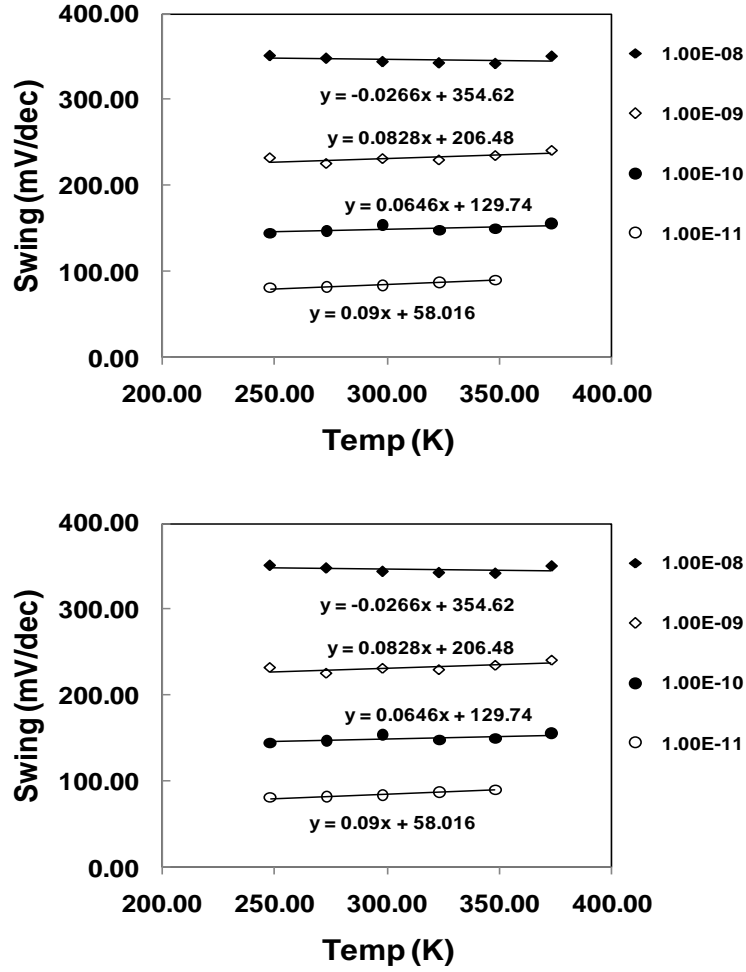 400.00
1.00E-08
300.00
y = -0.0266x + 354.62
y = 0.0828x + 206.48
1.00E-09
200.00
y = 0.0646x + 129.74
1.00E-10
100.00
1.00E-11
y = 0.09x + 58.016
0.00
Swing (mV/dec)
200.00 250.00 300.00 350.00 400.00
Temp (K)
400.00
1.00E-08
300.00
y = -0.0266x + 354.62
y = 0.0828x + 206.48
1.00E-09
200.00
y = 0.0646x + 129.74
1.00E-10
100.00
1.00E-11
y = 0.09x + 58.016
0.00
Swing (mV/dec)
200.00 250.00 300.00 350.00 400.00
Temp (K)